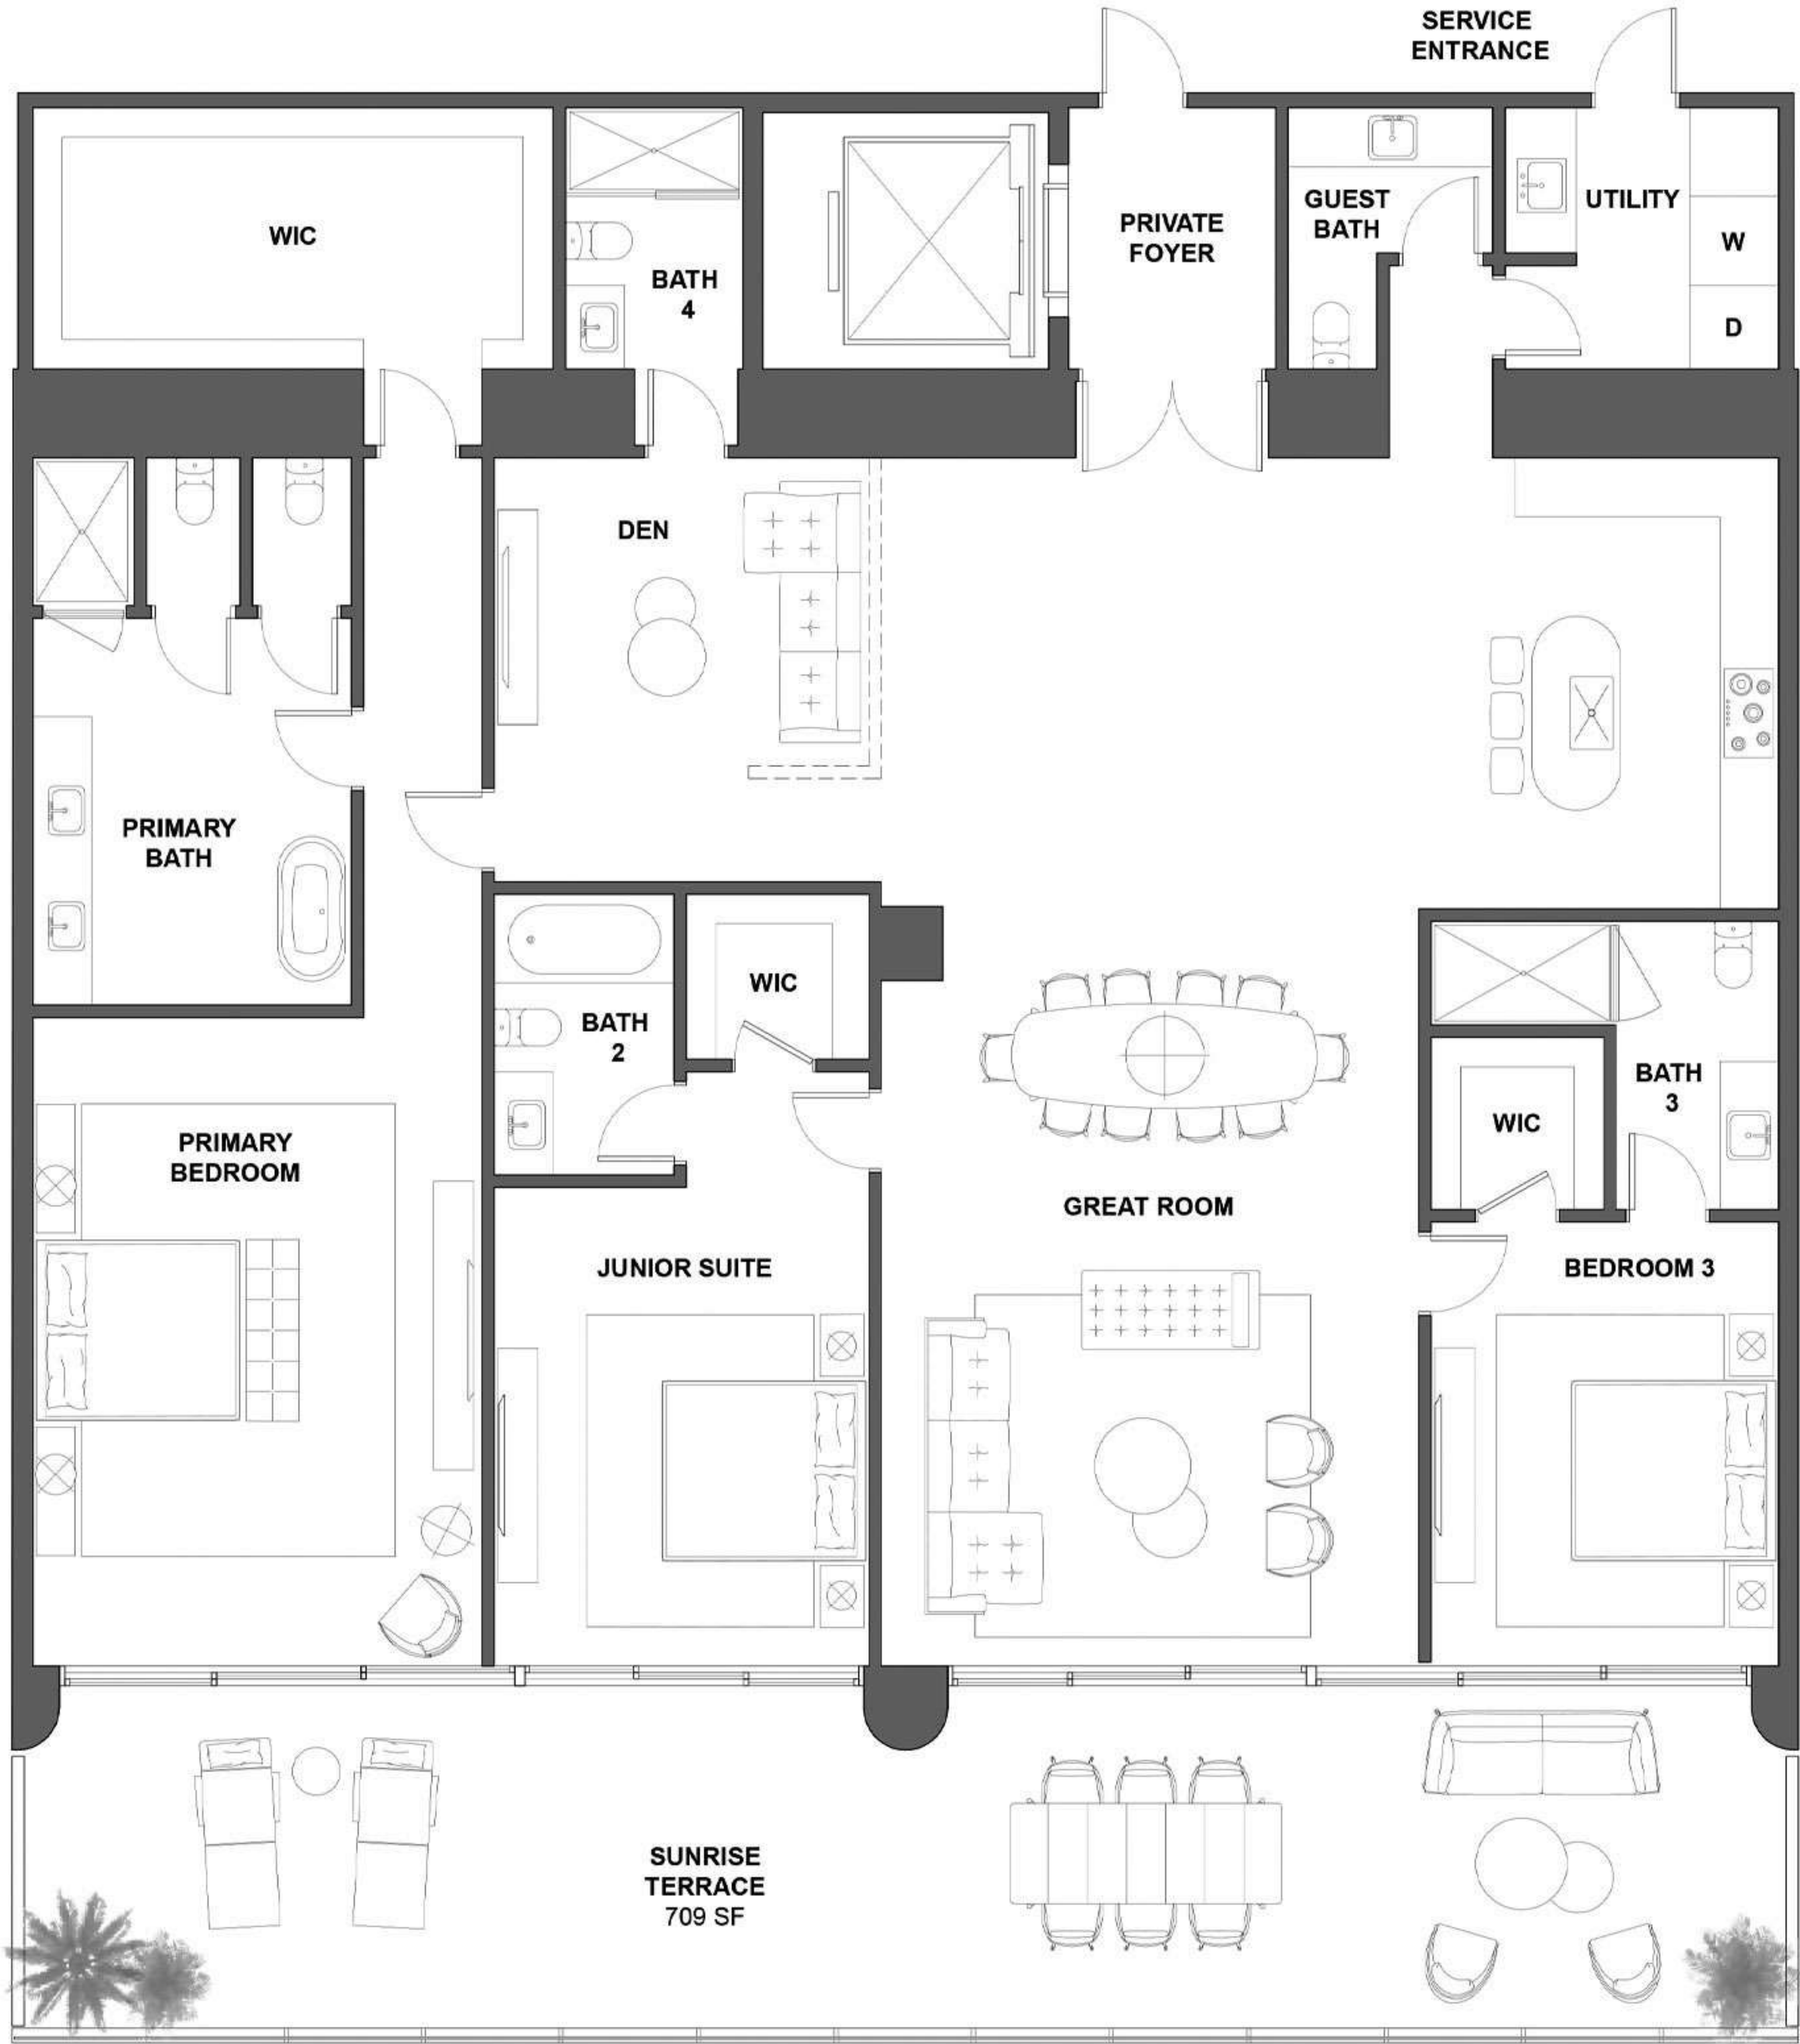 SERVICE
ENTRANCE
WIC
BATH
4
PRIVATE
FOYER
GUEST
BATH
UTILITY
W
D
DEN
PRIMARY
BATH
WIC
BATH
2
BATH
3
WIC
PRIMARY
BEDROOM
GREAT ROOM
JUNIOR SUITE
BEDROOM 3
SUNRISE
TERRACE
709 SF